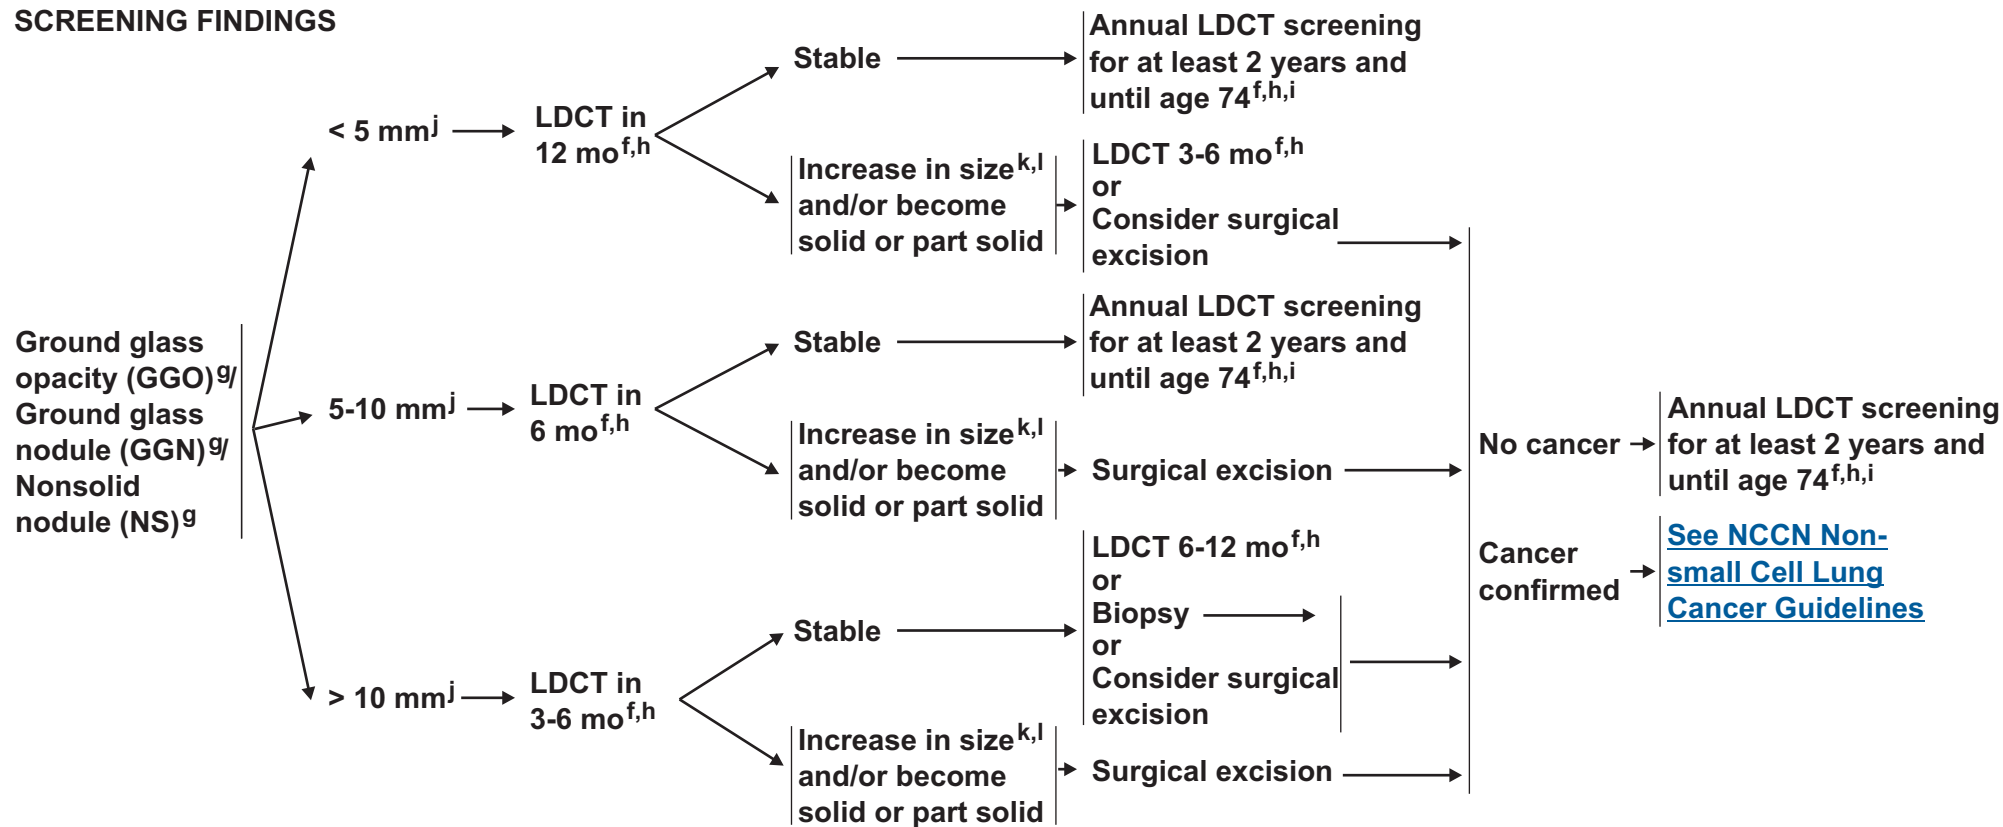 SCREENING FINDINGS
Ground glass
opacity (GGO)g/
Ground glass
nodule (GGN)g/
Nonsolid
nodule (NS)g
< 5 mmj
LDCT in
12 mof,h
Stable
Annual LDCT screening
for at least 2 years and
until age 74f,h,i
Increase in sizek,l
and/or become
solid or part solid
LDCT 3-6 mof,h
or
Consider surgical
excision
5-10 mmj
LDCT in
6 mof,h
Stable
Annual LDCT screening
for at least 2 years and
until age 74f,h,i
Increase in sizek,l
and/or become
solid or part solid
Surgical excision
> 10 mmj
LDCT in
3-6 mof,h
Stable
LDCT 6-12 mof,h
or
Biopsy
or
Consider surgical
excision
Increase in sizek,l
and/or become
solid or part solid
Surgical excision
No cancer
Annual LDCT screening
for at least 2 years and
until age 74f,h,i
Cancer
confirmed
See NCCN Non-
small Cell Lung
Cancer Guidelines